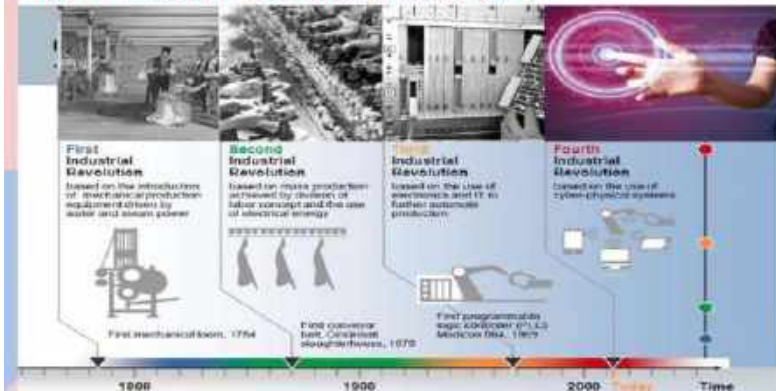 First
Industrial
Revolution
based on the introduction
of mechanical production
equipment driven by
water and steam power
First mechanical loom, 1784
Second
Industrial
Revolution
based on mass production
achieved by division of
labor concept and the use
of electrical energy
First conveyor
belt, Cincinnati
slaughterhouse, 1870
Third
Industrial
Revolution
based on the use of
electronics and IT to
further automate
production
First programmable
logic controller (PLC)
Modicon 084, 1969
Fourth
Industrial
Revolution
based on the use of
cyber-physical systems
1800
1900
2000
Today
Time